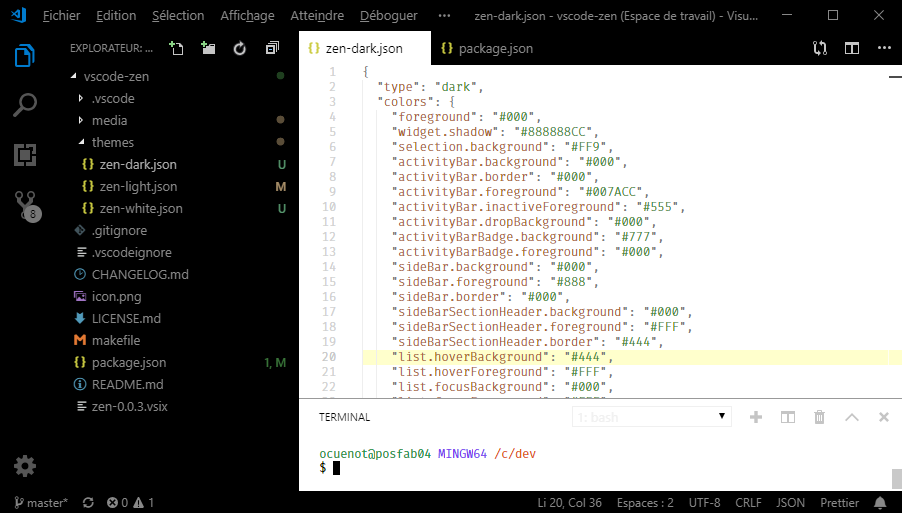 Fichier Edition Sélection Affichage Atteindre Déboguer ··· zen-dark.json - vscode-zen (Espace de travail) - Visu...
EXPLORATEUR: ...
vscode-zen
.vscode
media
themes
{} zen-dark.json U
{} zen-light.json M
{} zen-white.json U
.gitignore
.vscodeignore
CHANGELOG.md
icon.png
LICENSE.md
makefile
package.json 1, M
README.md
zen-0.0.3.vsix
8
{} zen-dark.json {} package.json ···
1 {
2 "type": "dark",
3 "colors": {
4 "foreground": "#000",
5 "widget.shadow": "#888888CC",
6 "selection.background": "#FF9",
7 "activityBar.background": "#000",
8 "activityBar.border": "#000",
9 "activityBar.foreground": "#007ACC",
10 "activityBar.inactiveForeground": "#555",
11 "activityBar.dropBackground": "#000",
12 "activityBarBadge.background": "#777",
13 "activityBarBadge.foreground": "#000",
14 "sideBar.background": "#000",
15 "sideBar.foreground": "#888",
16 "sideBar.border": "#000",
17 "sideBarSectionHeader.background": "#000",
18 "sideBarSectionHeader.foreground": "#FFF",
19 "sideBarSectionHeader.border": "#444",
20 "list.hoverBackground": "#444",
21 "list.hoverForeground": "#FFF",
22 "list.focusBackground": "#000",
TERMINAL 1: bash
ocuenot@posfab04 MINGW64 /c/dev
$
master* 0 1 Li 20, Col 36 Espaces : 2 UTF-8 CRLF JSON Prettier